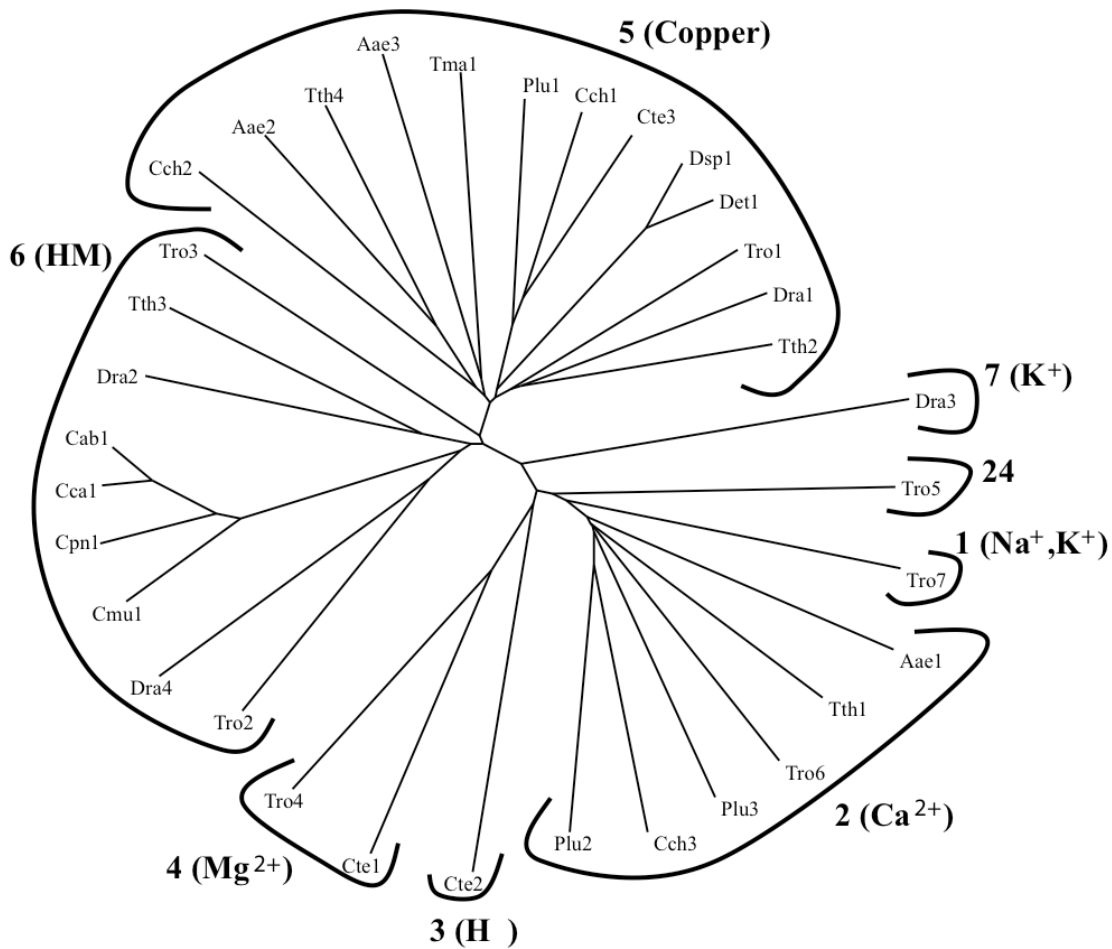 5 (Copper)
Aae3
Tma1
Plu1
Cch1
Tth4
Cte3
Aae2
Dsp1
Cch2
Det1
6 (HM)
Tro3
Tro1
Tth3
Dra1
Tth2
Dra2
7 (K+)
Dra3
Cab1
24
Cca1
Tro5
Cpn1
1 (Na+,K+)
Tro7
Cmu1
Aae1
Dra4
Tth1
Tro2
Tro6
Tro4
Plu3
2 (Ca2+)
Plu2
Cch3
4 (Mg2+)
Cte1
Cte2
3 (H )